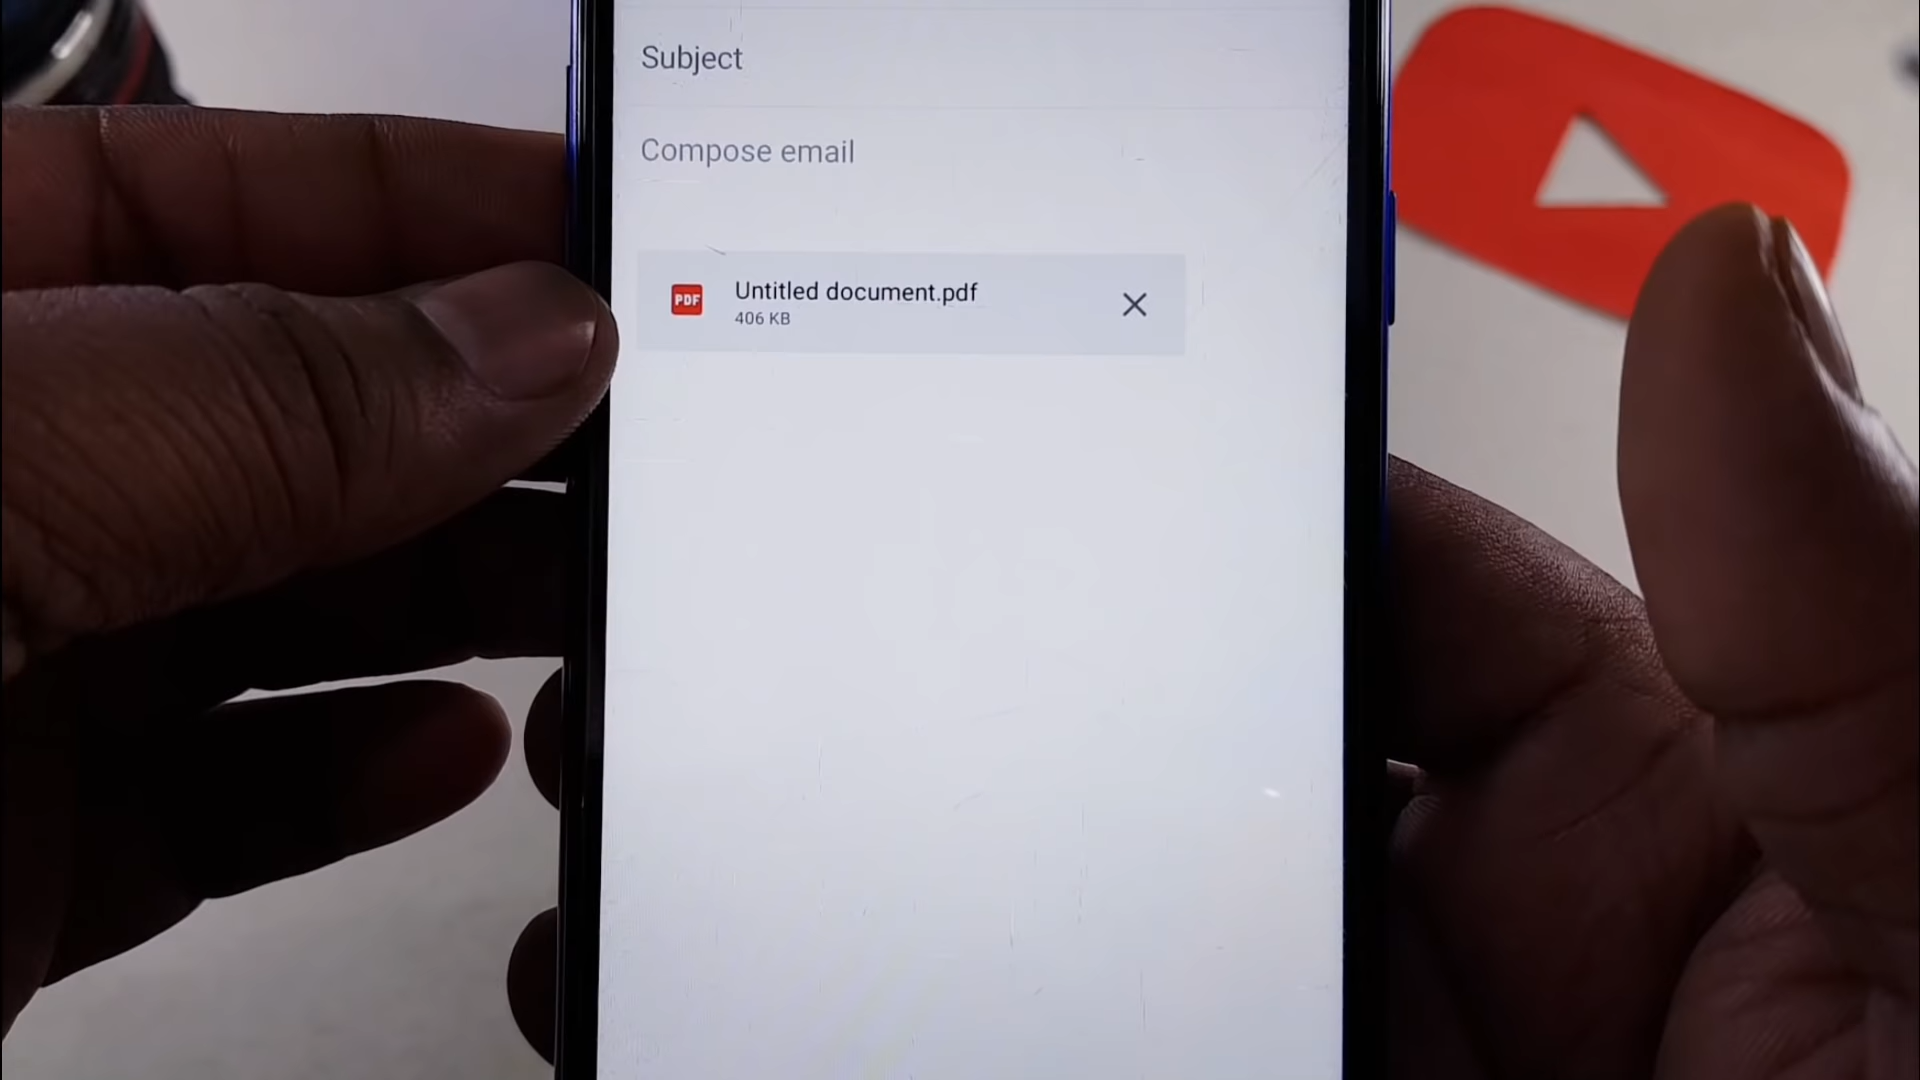 Subject
Compose email
PDF
Untitled document.pdf
406 KB